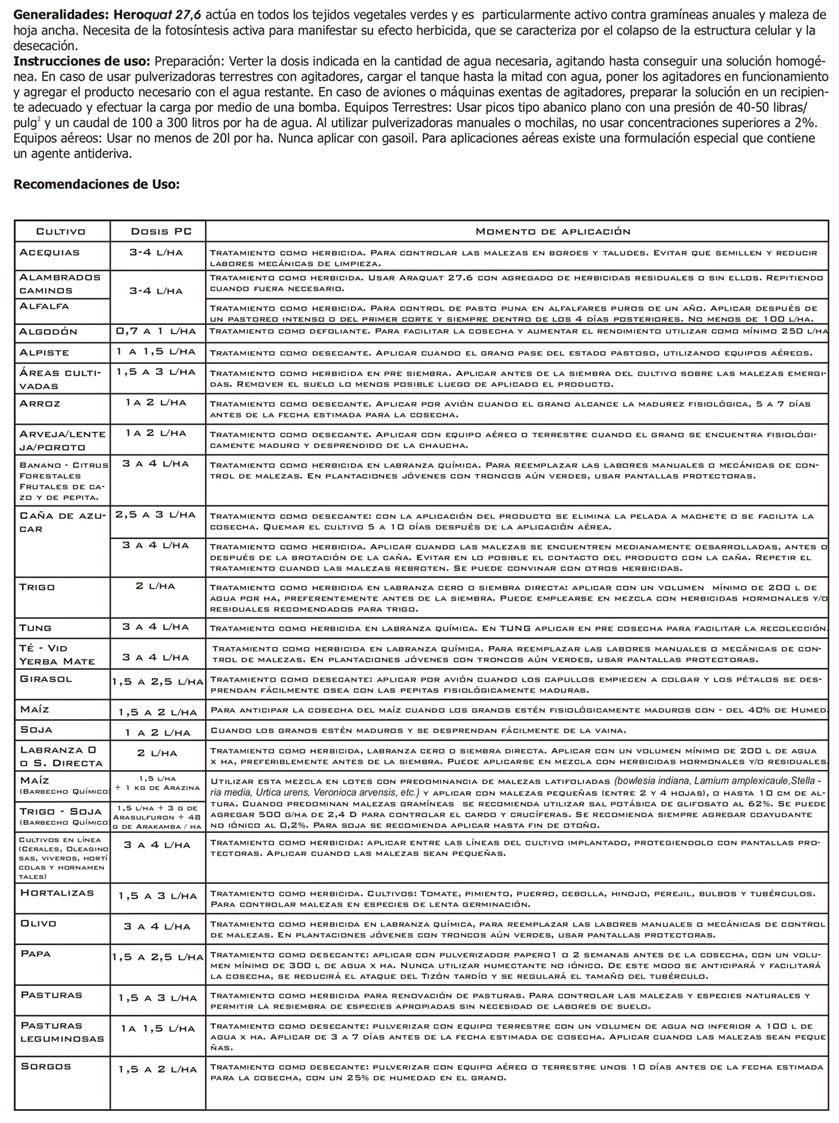 Generalidades: Heroquat 27,6 actúa en todos los tejidos vegetales verdes y es particularmente activo contra gramíneas anuales y maleza de
hoja ancha. Necesita de la fotosíntesis activa para manifestar su efecto herbicida, que se caracteriza por el colapso de la estructura celular y la
desecación.
Instrucciones de uso: Preparación: Verter la dosis indicada en la cantidad de agua necesaria, agitando hasta conseguir una solución homogé-
nea. En caso de usar pulverizadoras terrestres con agitadores, cargar el tanque hasta la mitad con agua, poner los agitadores en funcionamiento
y agregar el producto necesario con el agua restante. En caso de aviones o máquinas exentas de agitadores, preparar la solución en un recipien-
te adecuado y efectuar la carga por medio de una bomba. Equipos Terrestres: Usar picos tipo abanico plano con una presión de 40-50 libras/
pulg² y un caudal de 100 a 300 litros por ha de agua. Al utilizar pulverizadoras manuales o mochilas, no usar concentraciones superiores a 2%.
Equipos aéreos: Usar no menos de 20l por ha. Nunca aplicar con gasoil. Para aplicaciones aéreas existe una formulación especial que contiene
un agente antideriva.
Recomendaciones de Uso:
Cultivo Dosis PC Momento de aplicación
Acequias 3-4 l/ha Tratamiento como herbicida. Para controlar las malezas en bordes y taludes. Evitar que semillen y reducir
labores mecánicas de limpieza.
Alambrados
caminos 3-4 l/ha Tratamiento como herbicida. Usar Araquat 27.6 con agregado de herbicidas residuales o sin ellos. Repitiendo
cuando fuera necesario.
Alfalfa Tratamiento como herbicida. Para control de pasto puna en alfalfares puros de un año. Aplicar después de
un pastoreo intenso o del primer corte y siempre dentro de los 4 días posteriores. No menos de 100 l/ha.
Algodón 0,7 a 1 l/ha Tratamiento como defoliante. Para facilitar la cosecha y aumentar el rendimiento utilizar como mínimo 250 l/ha
Alpiste 1 a 1,5 l/ha Tratamiento como desecante. Aplicar cuando el grano pase del estado pastoso, utilizando equipos aéreos.
Áreas culti-
vadas 1,5 a 3 l/ha Tratamiento como herbicida en pre siembra. Aplicar antes de la siembra del cultivo sobre las malezas emergi-
das. Remover el suelo lo menos posible luego de aplicado el producto.
Arroz 1a 2 l/ha Tratamiento como desecante. Aplicar por avión cuando el grano alcance la madurez fisiológica, 5 a 7 días
antes de la fecha estimada para la cosecha.
Arveja/lente
ja/poroto 1a 2 l/ha Tratamiento como desecante. Aplicar con equipo aéreo o terrestre cuando el grano se encuentra fisiológi-
camente maduro y desprendido de la chaucha.
Banano - Citrus
Forestales
Frutales de ca-
zo y de pepita. 3 a 4 l/ha Tratamiento como herbicida en labranza química. Para reemplazar las labores manuales o mecánicas de con-
trol de malezas. En plantaciones jóvenes con troncos aún verdes, usar pantallas protectoras.
Caña de azu-
car 2,5 a 3 l/ha Tratamiento como desecante: con la aplicación del producto se elimina la pelada a machete o se facilita la
cosecha. Quemar el cultivo 5 a 10 días después de la aplicación aérea.
3 a 4 l/ha Tratamiento como herbicida. Aplicar cuando las malezas se encuentren medianamente desarrolladas, antes o
después de la brotación de la caña. Evitar en lo posible el contacto del producto con la caña. Repetir el
tratamiento cuando las malezas rebroten. Se puede convinar con otros herbicidas.
Trigo 2 l/ha Tratamiento como herbicida en labranza cero o siembra directa: aplicar con un volumen mínimo de 200 l de
agua por ha, preferentemente antes de la siembra. Puede emplearse en mezcla con herbicidas hormonales y/o
residuales recomendados para trigo.
Tung 3 a 4 l/ha Tratamiento como herbicida en labranza química. En TUNG aplicar en pre cosecha para facilitar la recolección.
Té - Vid
Yerba Mate 3 a 4 l/ha Tratamiento como herbicida en labranza química. Para reemplazar las labores manuales o mecánicas de con-
trol de malezas. En plantaciones jóvenes con troncos aún verdes, usar pantallas protectoras.
Girasol 1,5 a 2,5 l/ha Tratamiento como desecante: aplicar por avión cuando los capullos empiecen a colgar y los pétalos se des-
prendan fácilmente osea con las pepitas fisiológicamente maduras.
Maíz 1,5 a 2 l/ha Para anticipar la cosecha del maíz cuando los granos estén fisiológicamente maduros con - del 40% de Humed.
Soja 1 a 2 l/ha Cuando los granos estén maduros y se desprendan fácilmente de la vaina.
Labranza 0
o S. Directa 2 l/ha Tratamiento como herbicida, labranza cero o siembra directa. Aplicar con un volumen mínimo de 200 l de agua
x ha, preferiblemente antes de la siembra. Puede aplicarse en mezcla con herbicidas hormonales y/o residuales.
Maíz
(Barbecho Químico) 1,5 l/ha
+ 1 kg de Arazina Utilizar esta mezcla en lotes con predominancia de malezas latifoliadas (bowlesia indiana, Lamium amplexicaule,Stella -
ria media, Urtica urens, Veronioca arvensis, etc.) y aplicar con malezas pequeñas (entre 2 y 4 hojas), o hasta 10 cm de al-
Trigo - Soja
(Barbecho Químico) 1,5 l/ha + 3 g de
Arasulfuron + 48
g de Arakamba / ha tura. Cuando predominan malezas gramíneas se recomienda utilizar sal potásica de glifosato al 62%. Se puede
agregar 500 g/ha de 2,4 D para controlar el cardo y crucíferas. Se recomienda siempre agregar coayudante
no iónico al 0,2%. Para soja se recomienda aplicar hasta fin de otoño.
Cultivos en línea
(Cerales, Oleagino
sas, viveros, hortí
colas y hornamen
tales) 3 a 4 l/ha Tratamiento como herbicida: aplicar entre las líneas del cultivo implantado, protegiendolo con pantallas pro-
tectoras. Aplicar cuando las malezas sean pequeñas.
Hortalizas 1,5 a 3 l/ha Tratamiento como herbicida. Cultivos: Tomate, pimiento, puerro, cebolla, hinojo, perejil, bulbos y tubérculos.
Para controlar malezas en especies de lenta germinación.
Olivo 3 a 4 l/ha Tratamiento como herbicida en labranza química, para reemplazar las labores manuales o mecánicas de control
de malezas. En plantaciones jóvenes con troncos aún verdes, usar pantallas protectoras.
Papa 1,5 a 2,5 l/ha Tratamiento como desecante: aplicar con pulverizador papero1 o 2 semanas antes de la cosecha, con un volu-
men mínimo de 300 l de agua x ha. Nunca utilizar humectante no iónico. De este modo se anticipará y facilitará
la cosecha, se reducirá el ataque del Tizón tardío y se regulará el tamaño del tubérculo.
Pasturas 1,5 a 3 l/ha Tratamiento como herbicida para renovación de pasturas. Para controlar las malezas y especies naturales y
permitir la resiembra de especies apropiadas sin necesidad de labores de suelo.
Pasturas
leguminosas 1a 1,5 l/ha Tratamiento como desecante: pulverizar con equipo terrestre con un volumen de agua no inferior a 100 l de
agua x ha. Aplicar de 3 a 7 días antes de la fecha estimada de cosecha. Aplicar cuando las malezas sean peque
ñas.
Sorgos 1,5 a 2 l/ha Tratamiento como desecante: pulverizar con equipo aéreo o terrestre unos 10 días antes de la fecha estimada
para la cosecha, con un 25% de humedad en el grano.